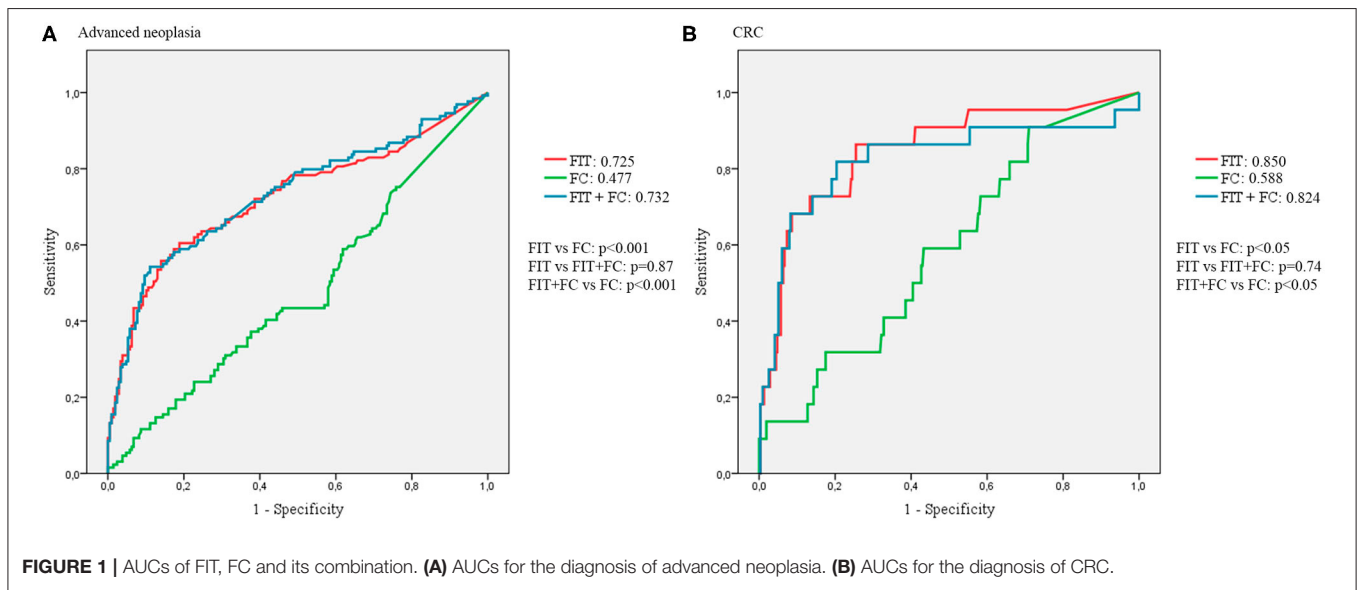 A Advanced neoplasia
1,0
0,8
0,6
0,4
0,2
0,0
Sensitivity
0,0 0,2 0,4 0,6 0,8 1,0
1 - Specificity
FIT: 0.725
FC: 0.477
FIT + FC: 0.732
FIT vs FC: p<0.001
FIT vs FIT+FC: p=0.87
FIT+FC vs FC: p<0.001
B CRC
1,0
0,8
0,6
0,4
0,2
0,0
Sensitivity
0,0 0,2 0,4 0,6 0,8 1,0
1 - Specificity
FIT: 0.850
FC: 0.588
FIT + FC: 0.824
FIT vs FC: p<0.05
FIT vs FIT+FC: p=0.74
FIT+FC vs FC: p<0.05
FIGURE 1 | AUCs of FIT, FC and its combination. (A) AUCs for the diagnosis of advanced neoplasia. (B) AUCs for the diagnosis of CRC.